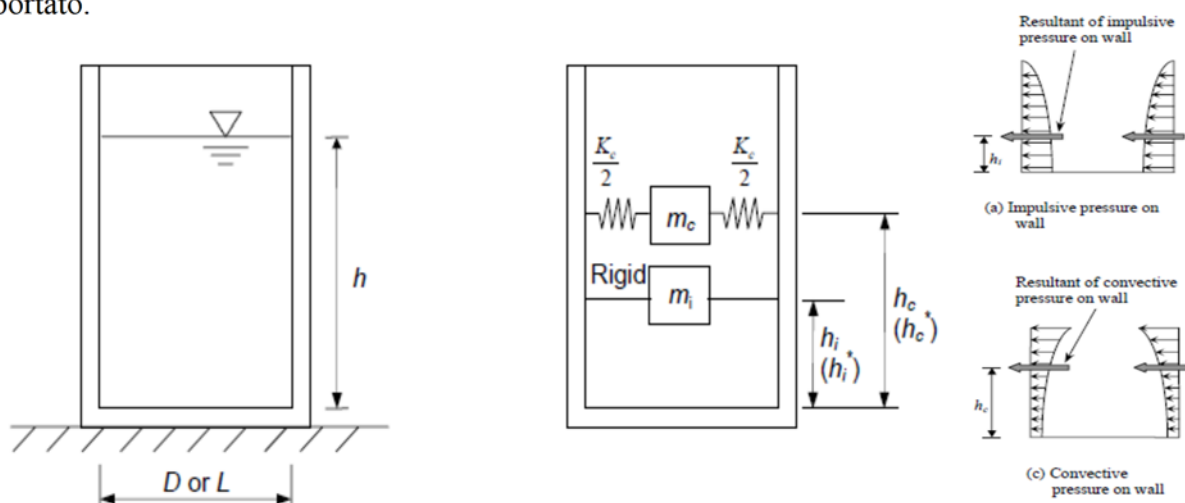 Resultant of impulsive
pressure on wall
h
K_c
2
K_c
2
m_c
Rigid
m_i
h_i
(h_i*)
h_c
(h_c*)
D or L
h_i
(a) Impulsive pressure on
wall
Resultant of convective
pressure on wall
h_c
(c) Convective
pressure on wall